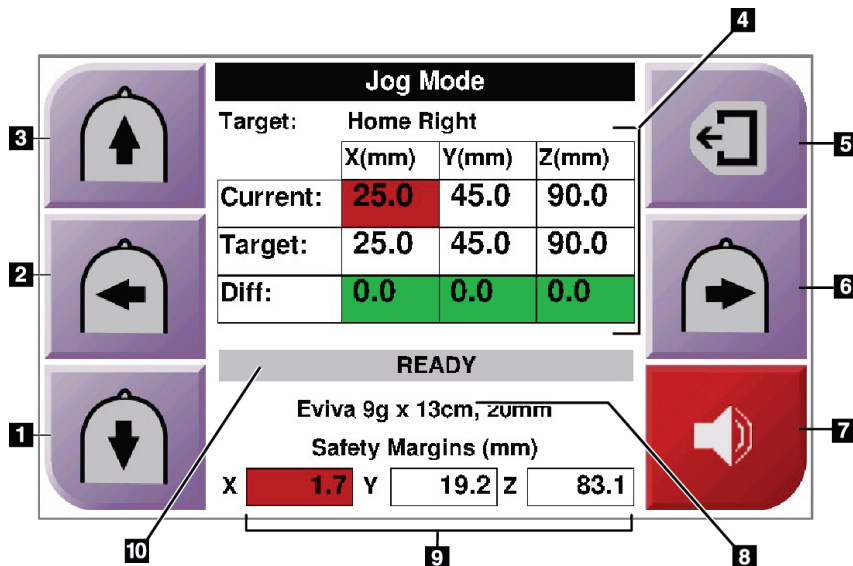 4
Jog Mode
Target: Home Right
3
5
X(mm) Y(mm) Z(mm)
Current: 25.0 45.0 90.0
Target: 25.0 45.0 90.0
2
6
Diff: 0.0 0.0 0.0
READY
Eviva 9g x 13cm, 20mm
1
7
Safety Margins (mm)
X 1.7 Y 19.2 Z 83.1
10
9
8